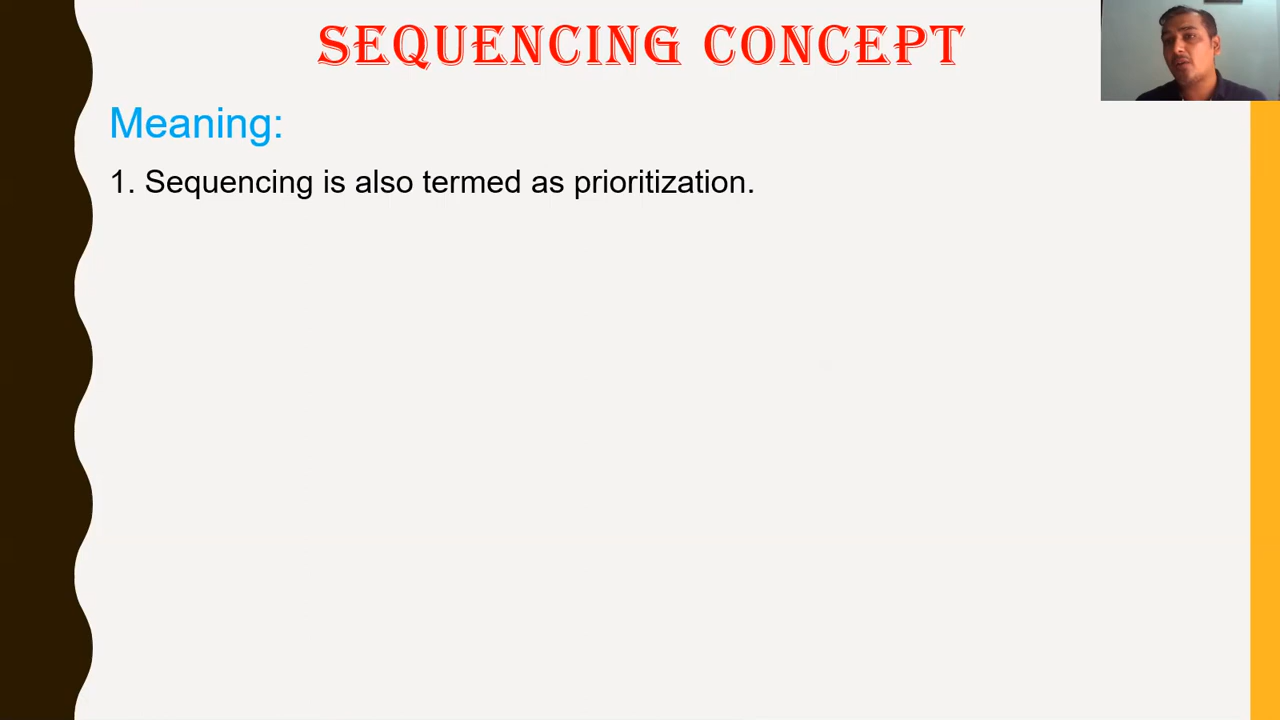 SEQUENCING CONCEPT
Meaning:
1. Sequencing is also termed as prioritization.